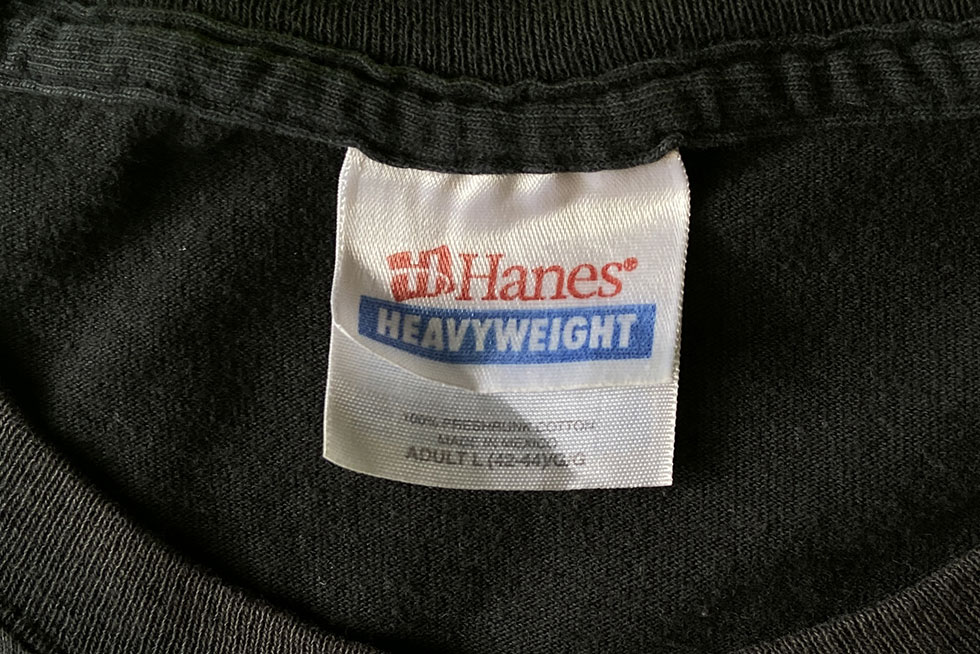 Hanes®
HEAVYWEIGHT
100% PRESHRUNK COTTON
MADE IN MEXICO
ADULT L (42-44)/G/G